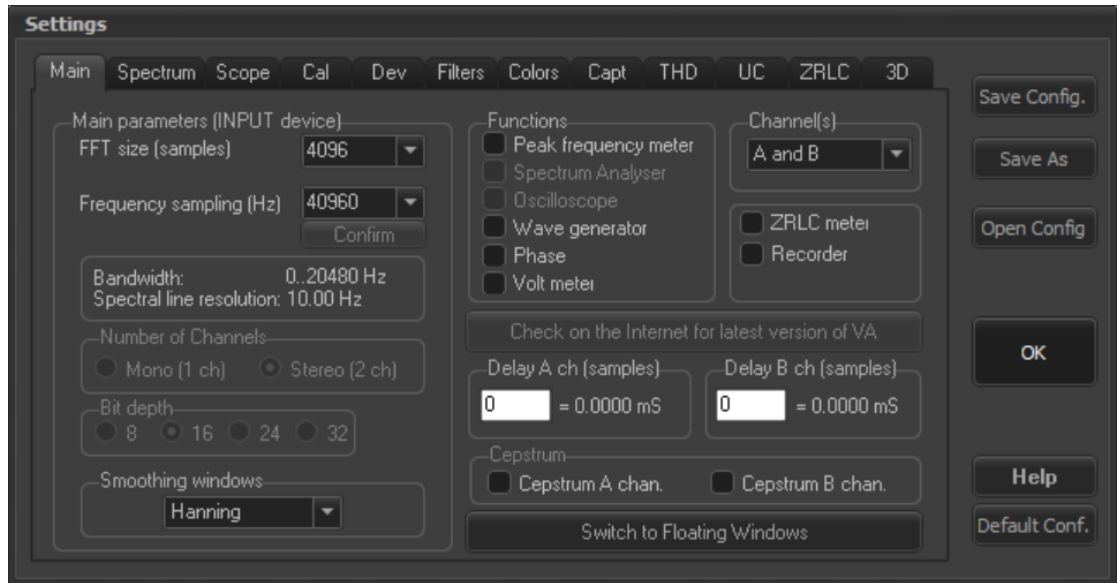 Settings
Main Spectrum Scope Cal Dev Filters Colors Capt THD UC ZRLC 3D
Main parameters (INPUT device)
FFT size (samples) 4096
Frequency sampling (Hz) 40960
Confirm
Bandwidth: 0..20480 Hz
Spectral line resolution: 10.00 Hz
Number of Channels
Mono (1 ch) Stereo (2 ch)
Bit depth
8 16 24 32
Smoothing windows
Hanning
Functions
Peak frequency meter
Spectrum Analyser
Oscilloscope
Wave generator
Phase
Volt meter
Channel(s)
A and B
ZRLC meter
Recorder
Check on the Internet for latest version of VA
Delay A ch (samples)
0 = 0.0000 mS
Delay B ch (samples)
0 = 0.0000 mS
Cepstrum
Cepstrum A chan. Cepstrum B chan.
Switch to Floating Windows
Save Config.
Save As
Open Config
OK
Help
Default Conf.